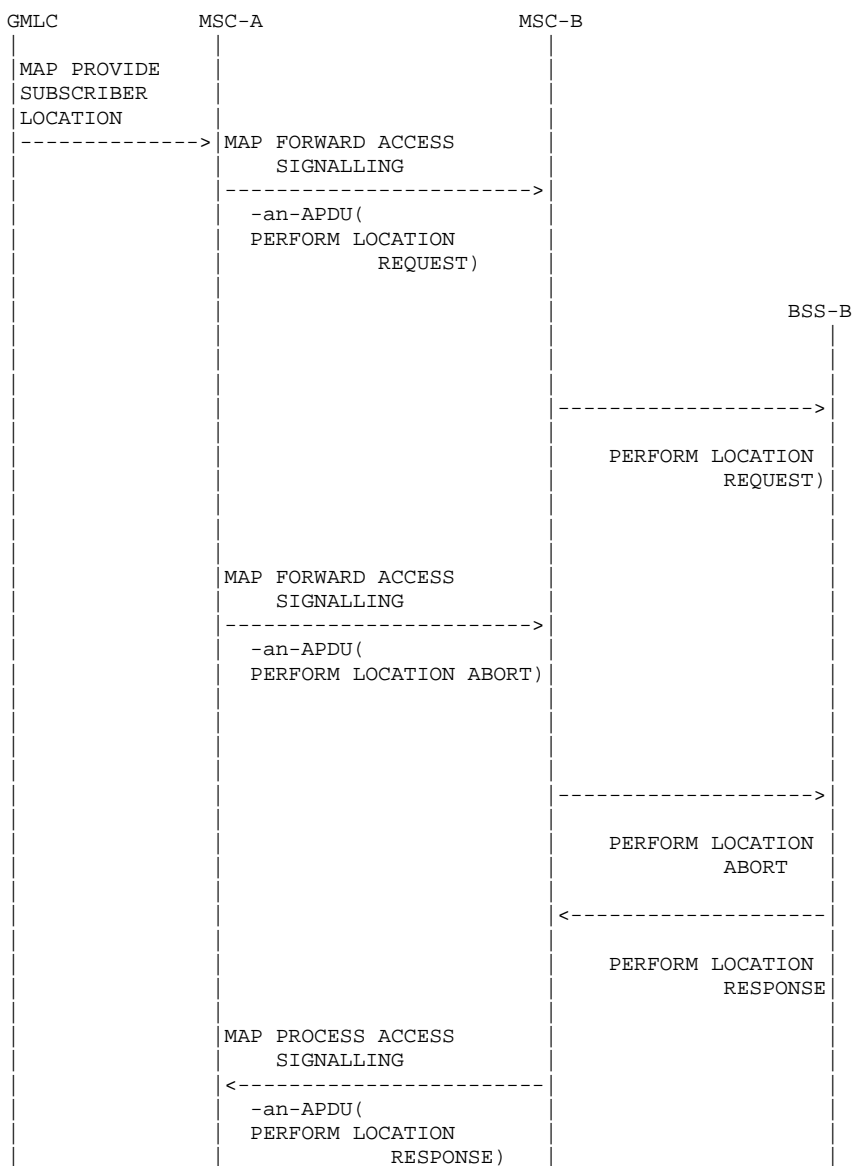 GMLC MSC-A MSC-B
MAP PROVIDE
SUBSCRIBER
LOCATION
MAP FORWARD ACCESS
SIGNALLING
-an-APDU(
PERFORM LOCATION
REQUEST)
BSS-B
PERFORM LOCATION
REQUEST)
MAP FORWARD ACCESS
SIGNALLING
-an-APDU(
PERFORM LOCATION ABORT)
PERFORM LOCATION
ABORT
PERFORM LOCATION
RESPONSE
MAP PROCESS ACCESS
SIGNALLING
-an-APDU(
PERFORM LOCATION
RESPONSE)